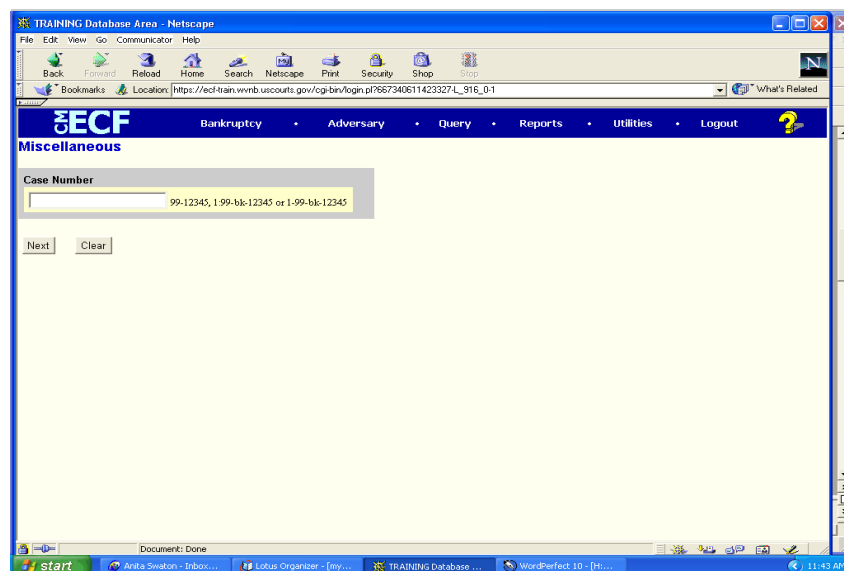 TRAINING Database Area - Netscape
File Edit View Go Communicator Help
Back Forward Reload Home Search Netscape Print Security Shop Stop
Bookmarks Location: https://ecf-train.wvnb.uscourts.gov/cgi-bin/login.pl?667340611423327-L_916_0-1 What's Related
CM ECF Bankruptcy • Adversary • Query • Reports • Utilities • Logout ?
Miscellaneous
Case Number
99-12345, 1:99-bk-12345 or 1-99-bk-12345
Next Clear
Document: Done
start Anita Swaton - Inbox... Lotus Organizer - [my... TRAINING Database ... WordPerfect 10 - [H:... 11:43 AM